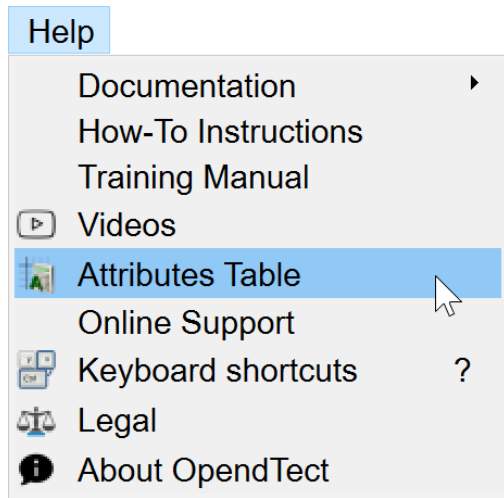 Help
Documentation
How-To Instructions
Training Manual
Videos
Attributes Table
Online Support
Keyboard shortcuts ?
Legal
About OpendTect